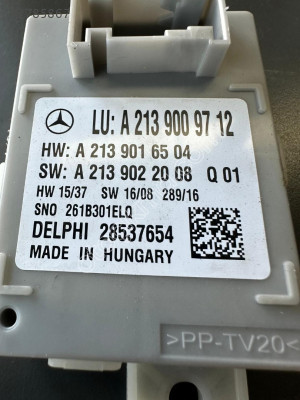 LU: A 213 900 97 12
HW: A 213 901 65 04
SW: A 213 902 20 08 Q 01
HW 15/37 SW 16/08 289/16
SNO 261B301ELQ
DELPHI 28537654
MADE IN HUNGARY
>PP-TV20<